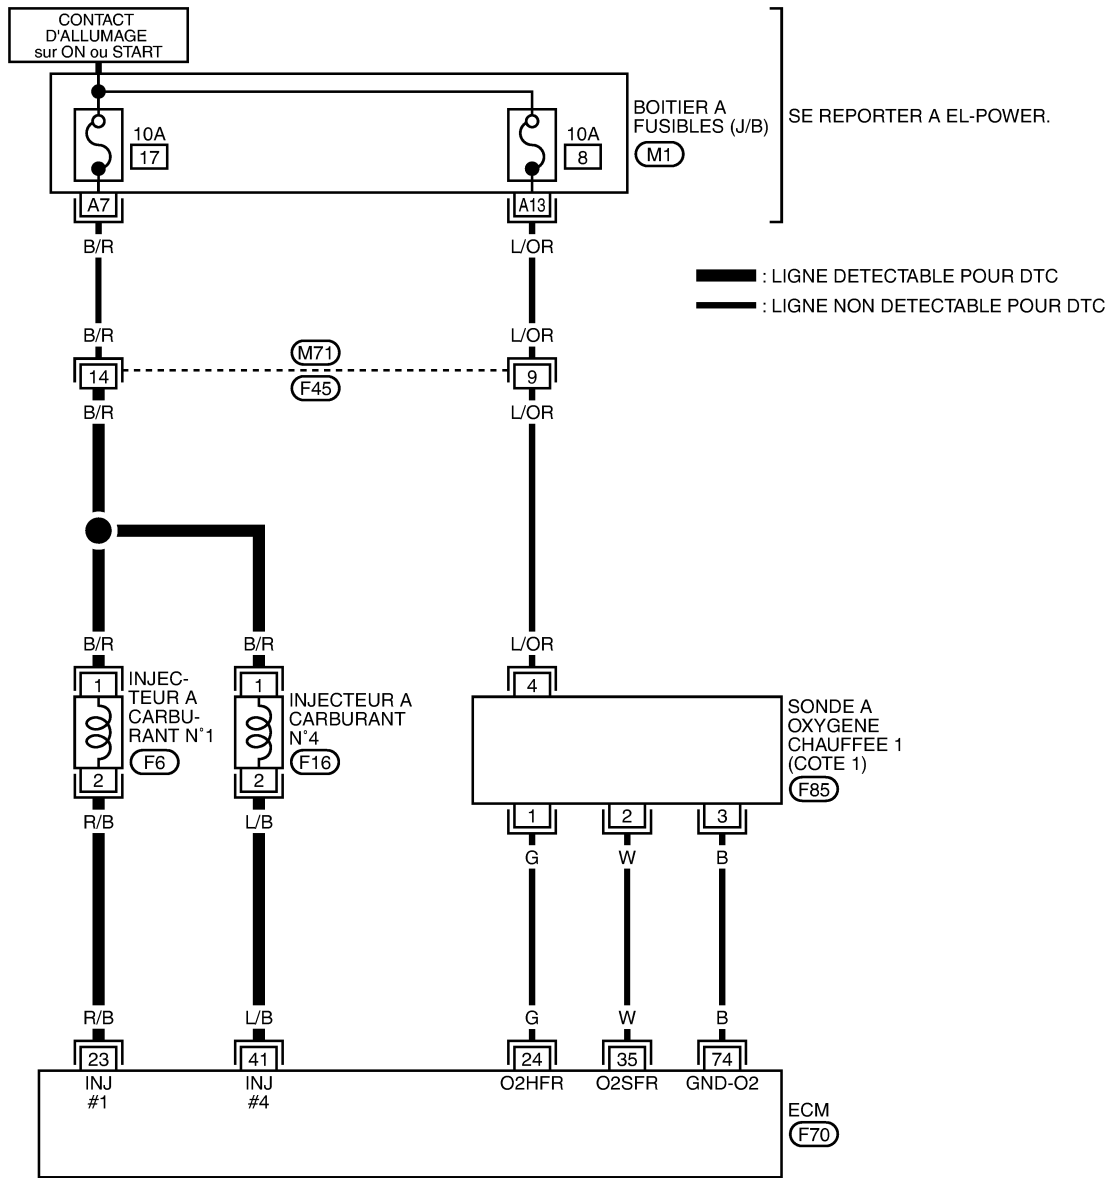 CONTACT
D'ALLUMAGE
sur ON ou START
BOITIER A
FUSIBLES (J/B)
M1
SE REPORTER A EL-POWER.
10A
17
10A
8
A7
A13
B/R
L/OR
: LIGNE DETECTABLE POUR DTC
: LIGNE NON DETECTABLE POUR DTC
B/R
L/OR
M71
14
9
F45
B/R
L/OR
B/R
B/R
L/OR
1
1
4
INJEC-
TEUR A
CARBU-
RANT N°1
F6
INJECTEUR A
CARBURANT
N°4
F16
SONDE A
OXYGENE
CHAUFFEE 1
(COTE 1)
F85
2
2
1
2
3
R/B
L/B
G
W
B
R/B
L/B
G
W
B
23
41
24
35
74
INJ
#1
INJ
#4
O2HFR
O2SFR
GND-O2
ECM
F70